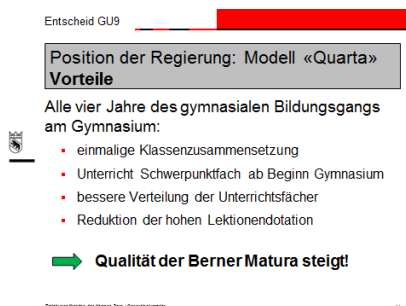 Entscheid GU9
Position der Regierung: Modell «Quarta»
Vorteile
Alle vier Jahre des gymnasialen Bildungsgangs
am Gymnasium:
einmalige Klassenzusammensetzung
Unterricht Schwerpunktfach ab Beginn Gymnasium
bessere Verteilung der Unterrichtsfächer
Reduktion der hohen Lektionendotation
Qualität der Berner Matura steigt!